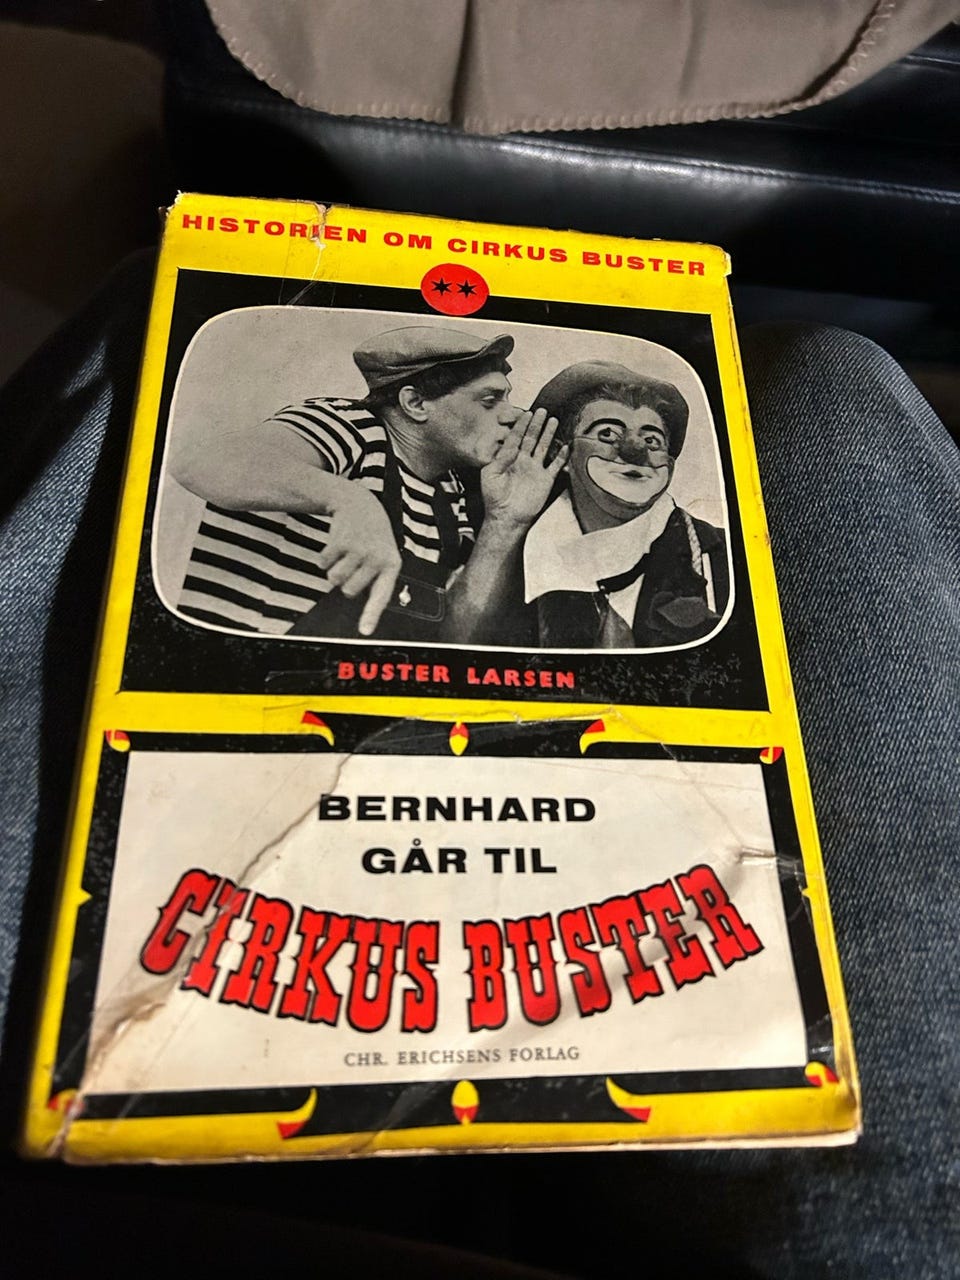 HISTORIEN OM CIRKUS BUSTER
BUSTER LARSEN
BERNHARD
GÅR TIL
CIRKUS BUSTER
CHR. ERICHSENS FORLAG